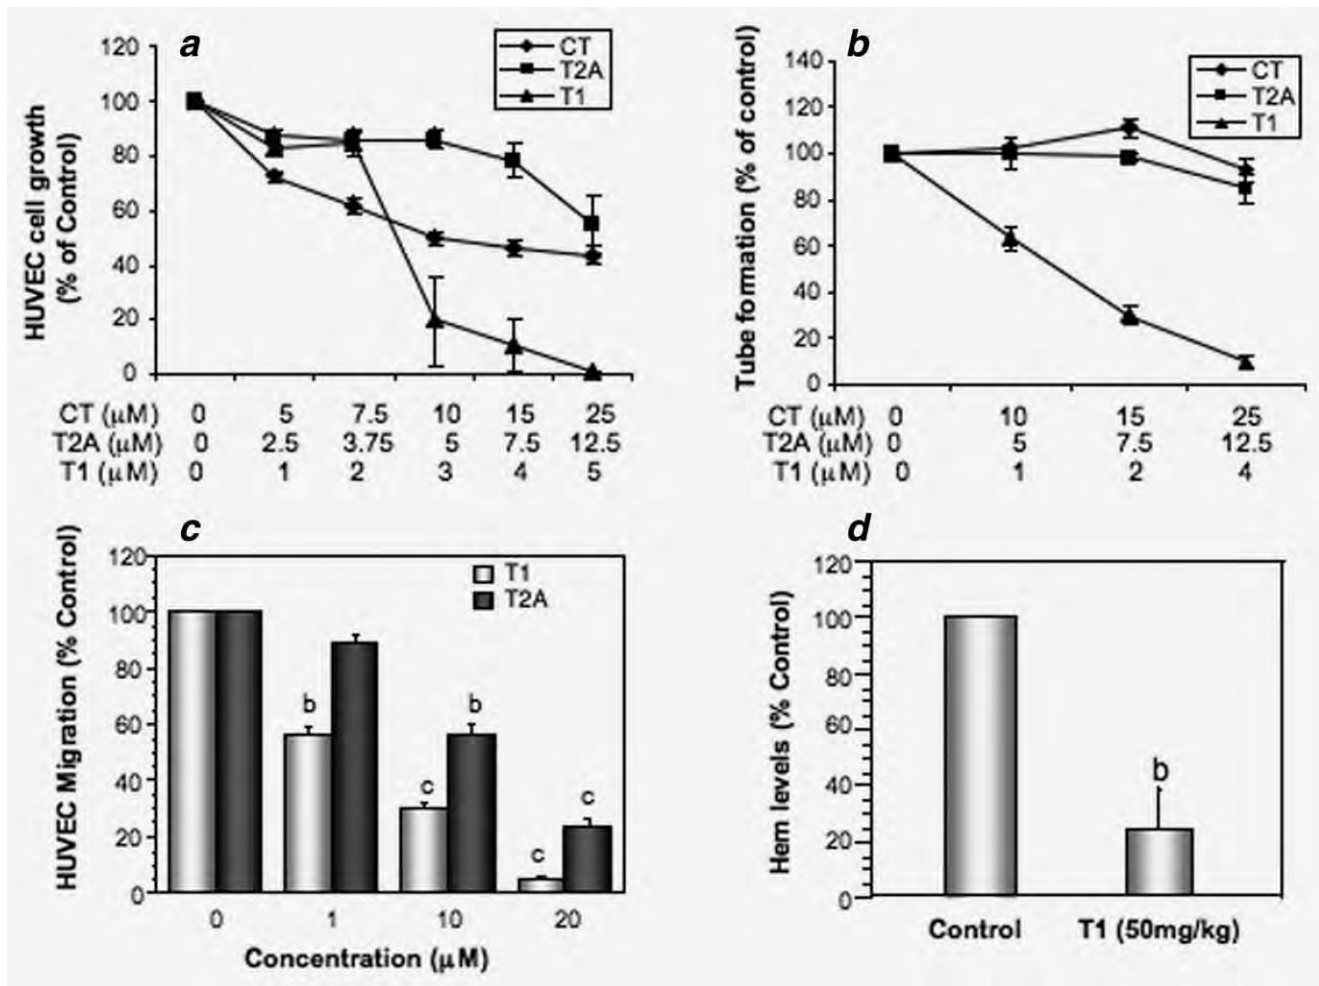 a
HUVEC cell growth
(% of Control)
120
100
80
60
40
20
0
CT
T2A
T1
CT (μM) 0 5 7.5 10 15 25
T2A (μM) 0 2.5 3.75 5 7.5 12.5
T1 (μM) 0 1 2 3 4 5
b
Tube formation (% of control)
140
120
100
80
60
40
20
0
CT
T2A
T1
CT (μM) 0 10 15 25
T2A (μM) 0 5 7.5 12.5
T1 (μM) 0 1 2 4
c
HUVEC Migration (% Control)
120
100
80
60
40
20
0
T1
T2A
b
c
b
c
c
0 1 10 20
Concentration (μM)
d
Hem levels (% Control)
120
100
80
60
40
20
0
b
Control T1 (50mg/kg)